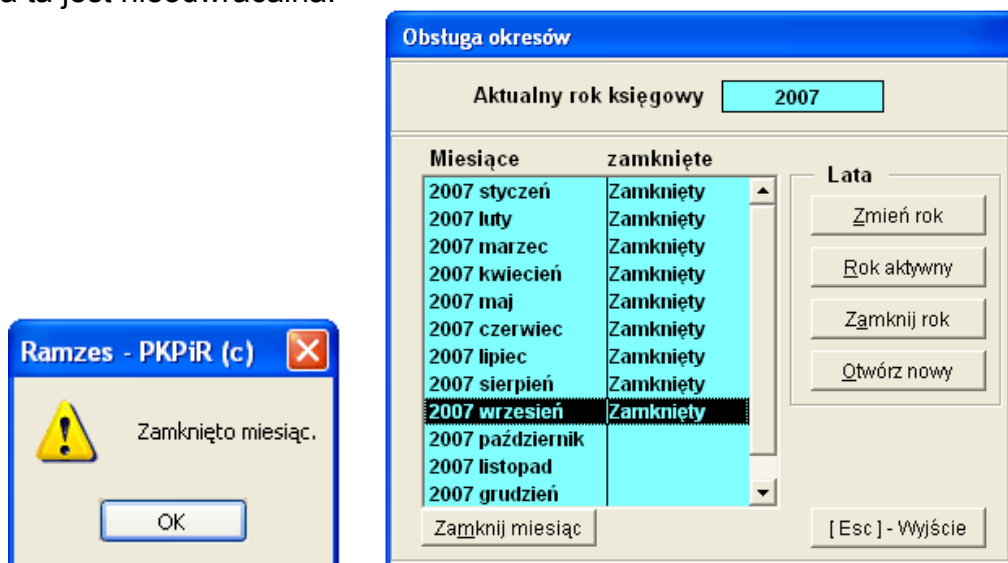 ta jest nieodwracalna.
Ramzes - PKPiR (c)
Zamknięto miesiąc.
OK
Obsługa okresów
Aktualny rok księgowy 2007
Miesiące zamknięte
2007 styczeń Zamknięty
2007 luty Zamknięty
2007 marzec Zamknięty
2007 kwiecień Zamknięty
2007 maj Zamknięty
2007 czerwiec Zamknięty
2007 lipiec Zamknięty
2007 sierpień Zamknięty
2007 wrzesień Zamknięty
2007 październik
2007 listopad
2007 grudzień
Zamknij miesiąc
Lata
Zmień rok
Rok aktywny
Zamknij rok
Otwórz nowy
[ Esc ] - Wyjście